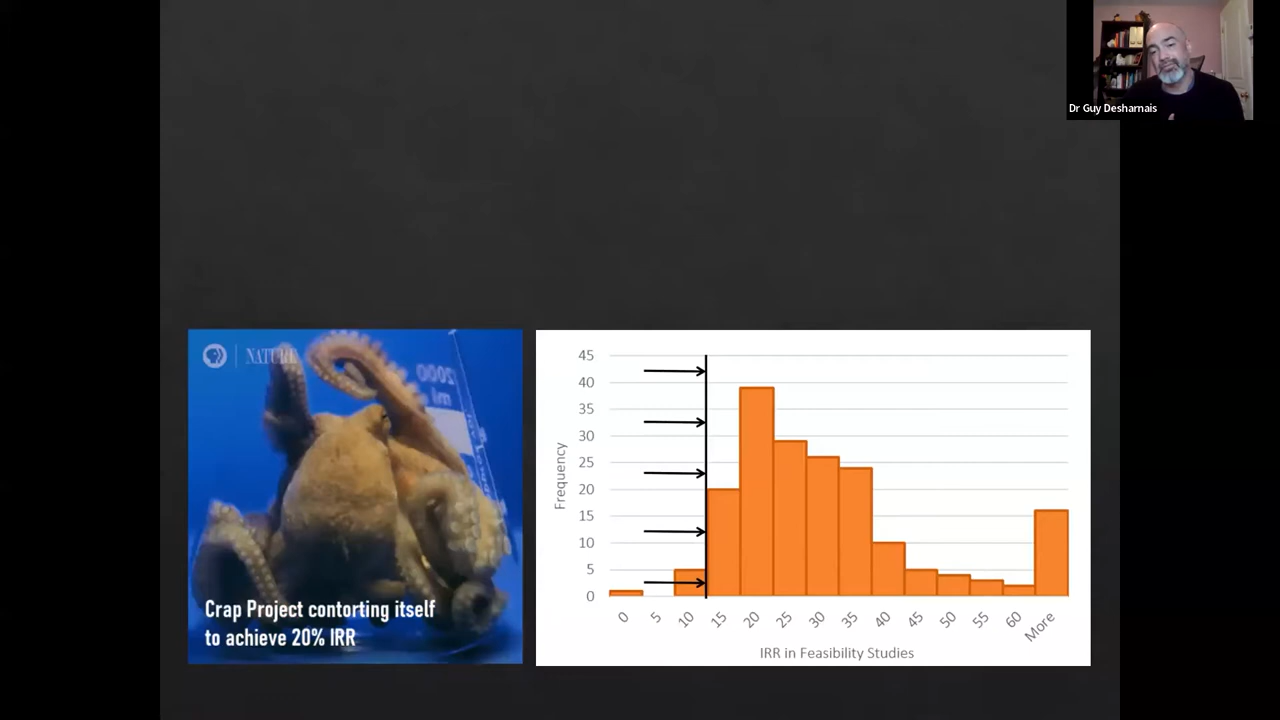 Dr Guy Desharnais
NATURE
2000
ml
Crap Project contorting itself
to achieve 20% IRR
45
40
35
30
25
20
15
10
5
0
Frequency
0 5 10 15 20 25 30 35 40 45 50 55 60 More
IRR in Feasibility Studies